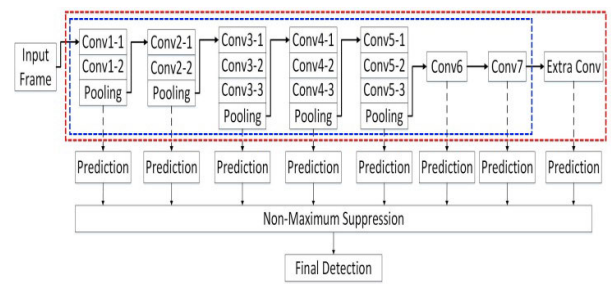 Input
Frame
Conv1-1
Conv1-2
Pooling
Conv2-1
Conv2-2
Pooling
Conv3-1
Conv3-2
Conv3-3
Pooling
Conv4-1
Conv4-2
Conv4-3
Pooling
Conv5-1
Conv5-2
Conv5-3
Pooling
Conv6
Conv7
Extra Conv
Prediction
Prediction
Prediction
Prediction
Prediction
Prediction
Prediction
Prediction
Non-Maximum Suppression
Final Detection